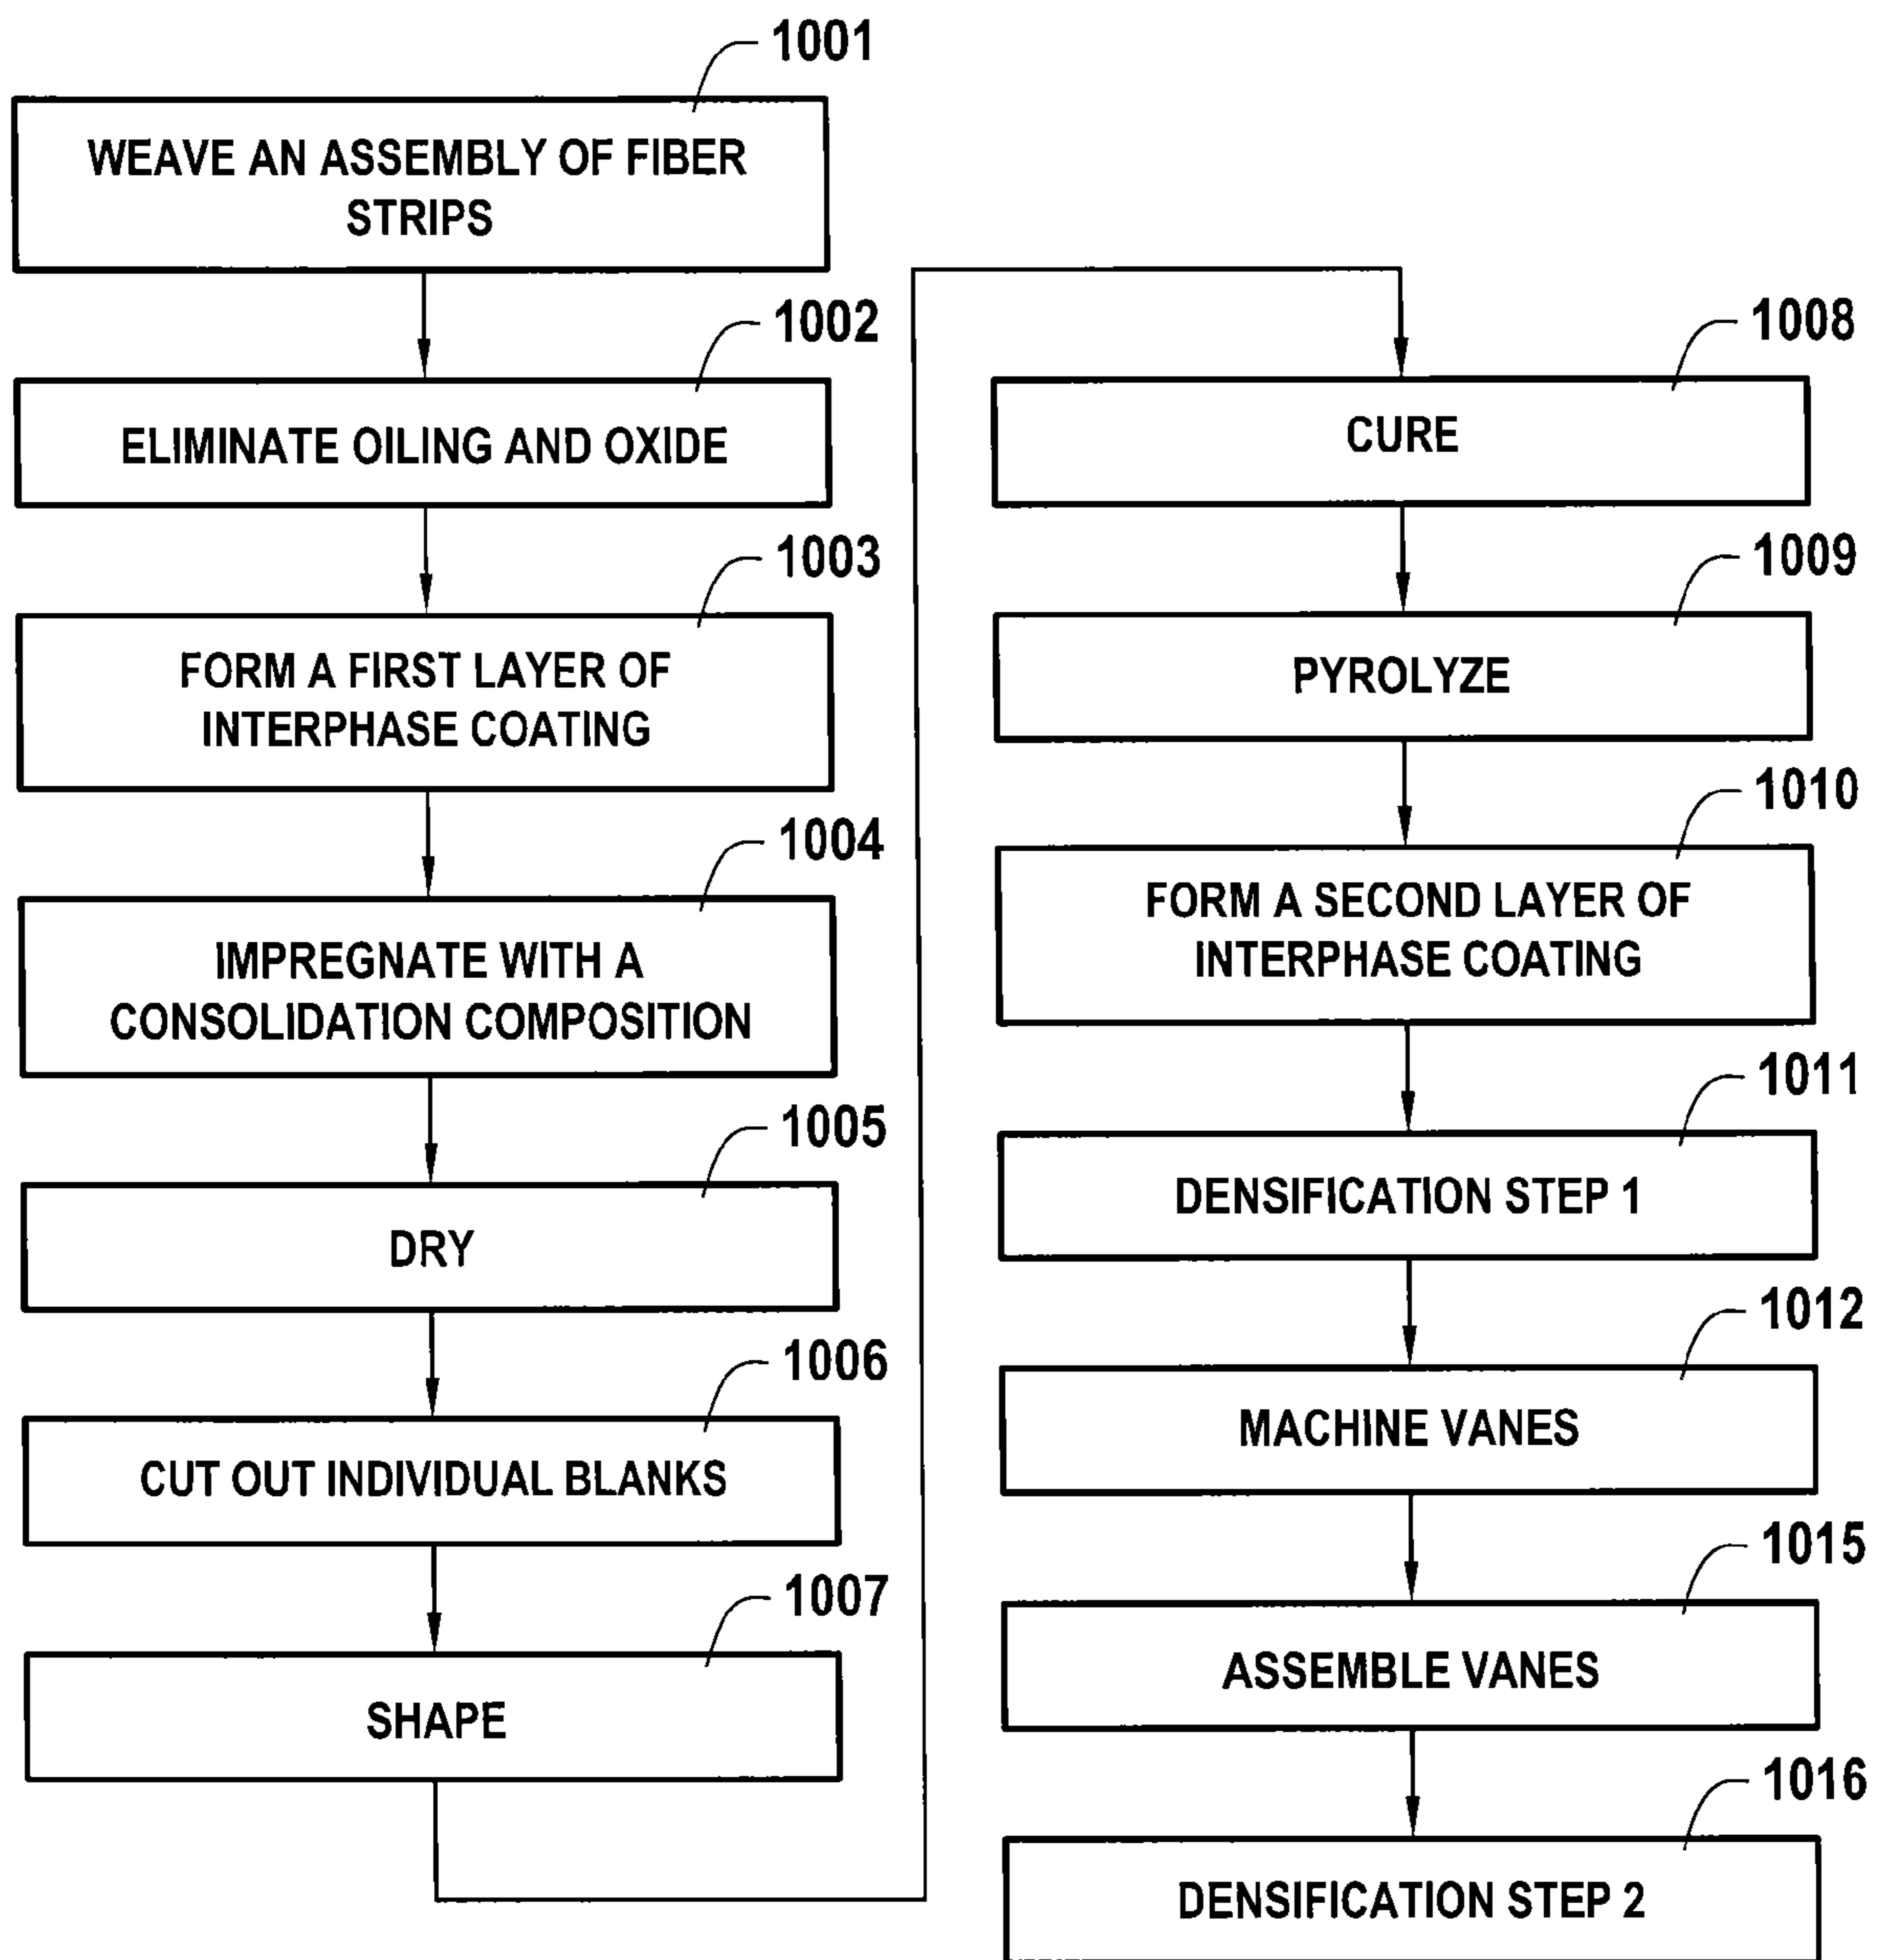 1001
WEAVE AN ASSEMBLY OF FIBER
STRIPS
1002
ELIMINATE OILING AND OXIDE
1003
FORM A FIRST LAYER OF
INTERPHASE COATING
1004
IMPREGNATE WITH A
CONSOLIDATION COMPOSITION
1005
DRY
1006
CUT OUT INDIVIDUAL BLANKS
1007
SHAPE
1008
CURE
1009
PYROLYZE
1010
FORM A SECOND LAYER OF
INTERPHASE COATING
1011
DENSIFICATION STEP 1
1012
MACHINE VANES
1015
ASSEMBLE VANES
1016
DENSIFICATION STEP 2